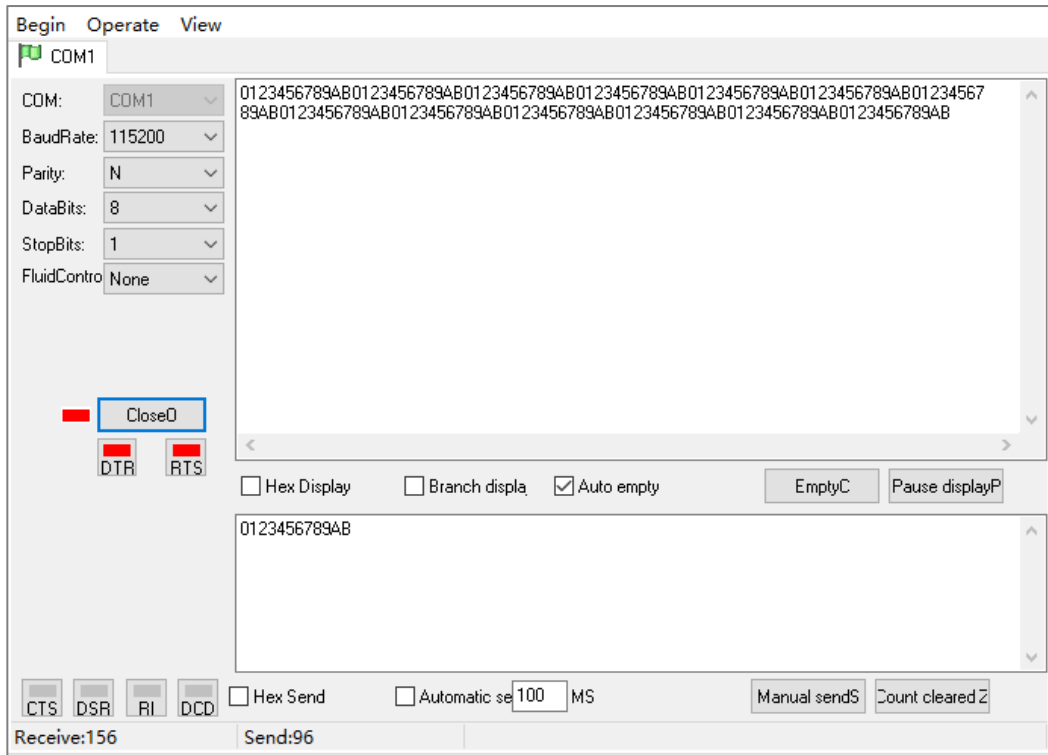 Begin Operate View
COM1
COM: COM1
BaudRate: 115200
Parity: N
DataBits: 8
StopBits: 1
FluidContro None
0123456789AB0123456789AB0123456789AB0123456789AB0123456789AB0123456789AB01234567
89AB0123456789AB0123456789AB0123456789AB0123456789AB0123456789AB0123456789AB
CloseO
DTR RTS
Hex Display Branch displa Auto empty EmptyC Pause displayP
0123456789AB
CTS DSR RI DCD Hex Send Automatic se 100 MS Manual sendS Count cleared Z
Receive:156 Send:96